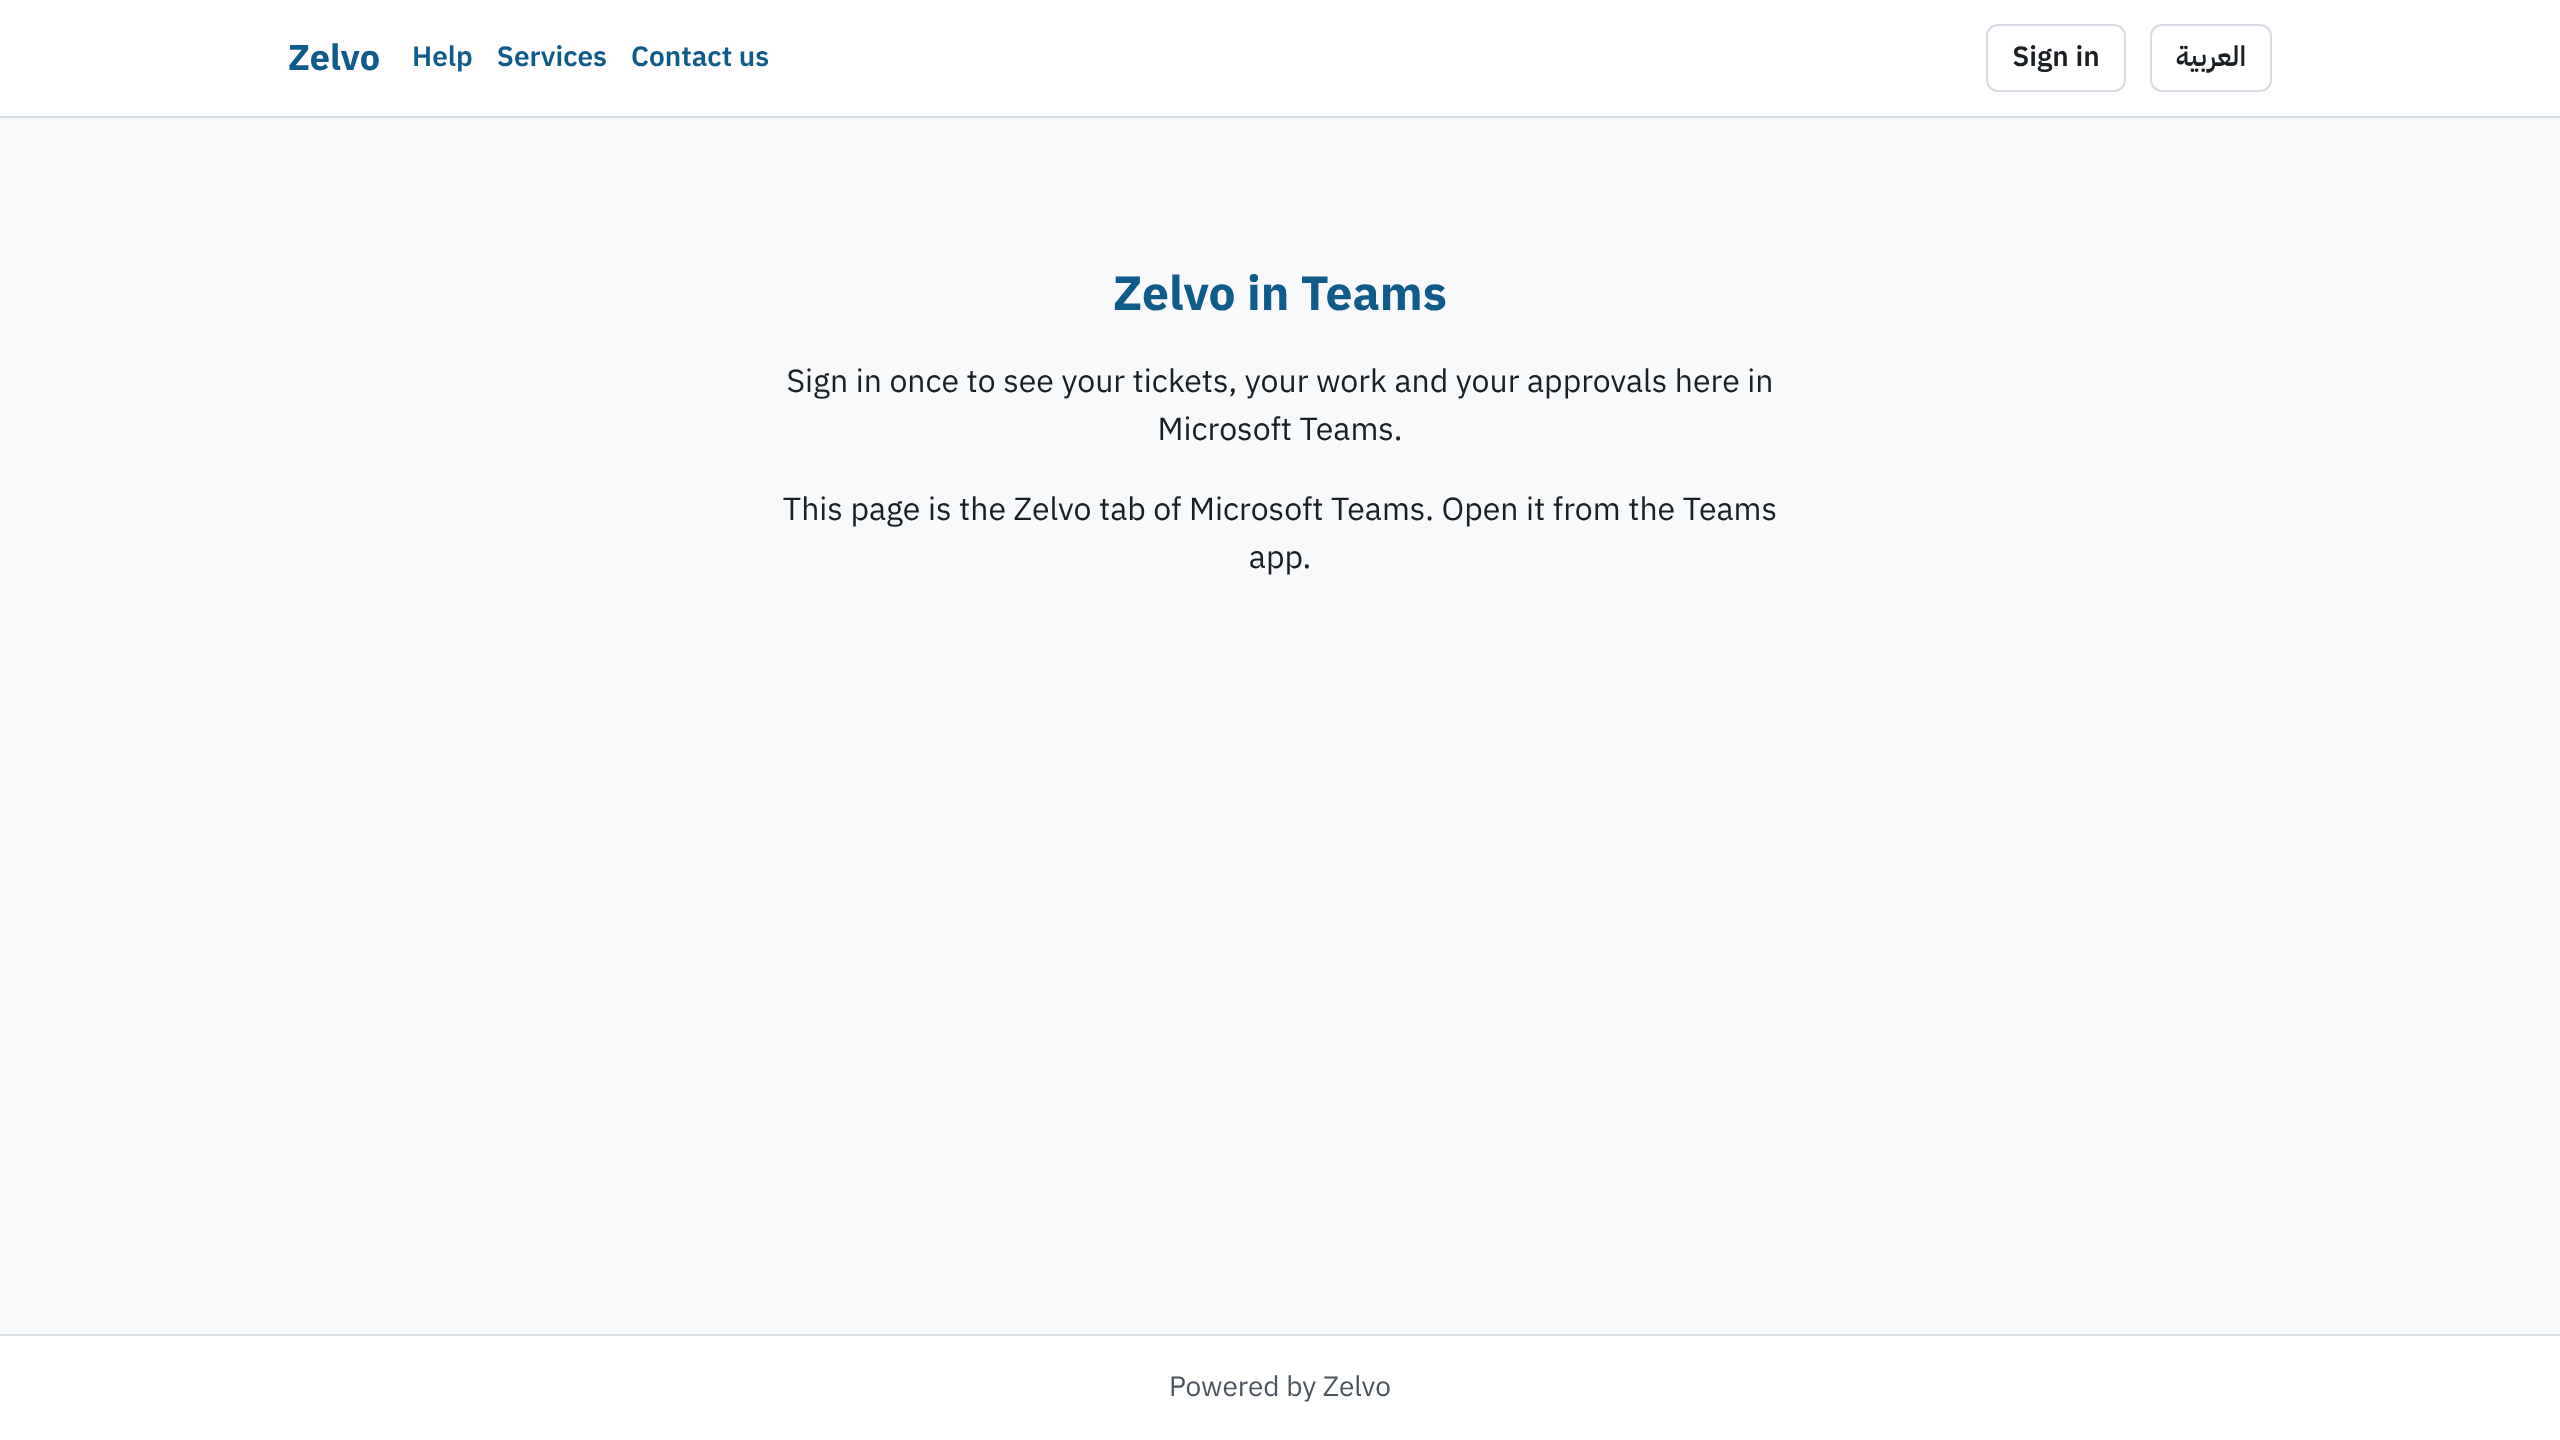 Zelvo Help Services Contact us Sign in العربية
Zelvo in Teams
Sign in once to see your tickets, your work and your approvals here in
Microsoft Teams.
This page is the Zelvo tab of Microsoft Teams. Open it from the Teams
app.
Powered by Zelvo